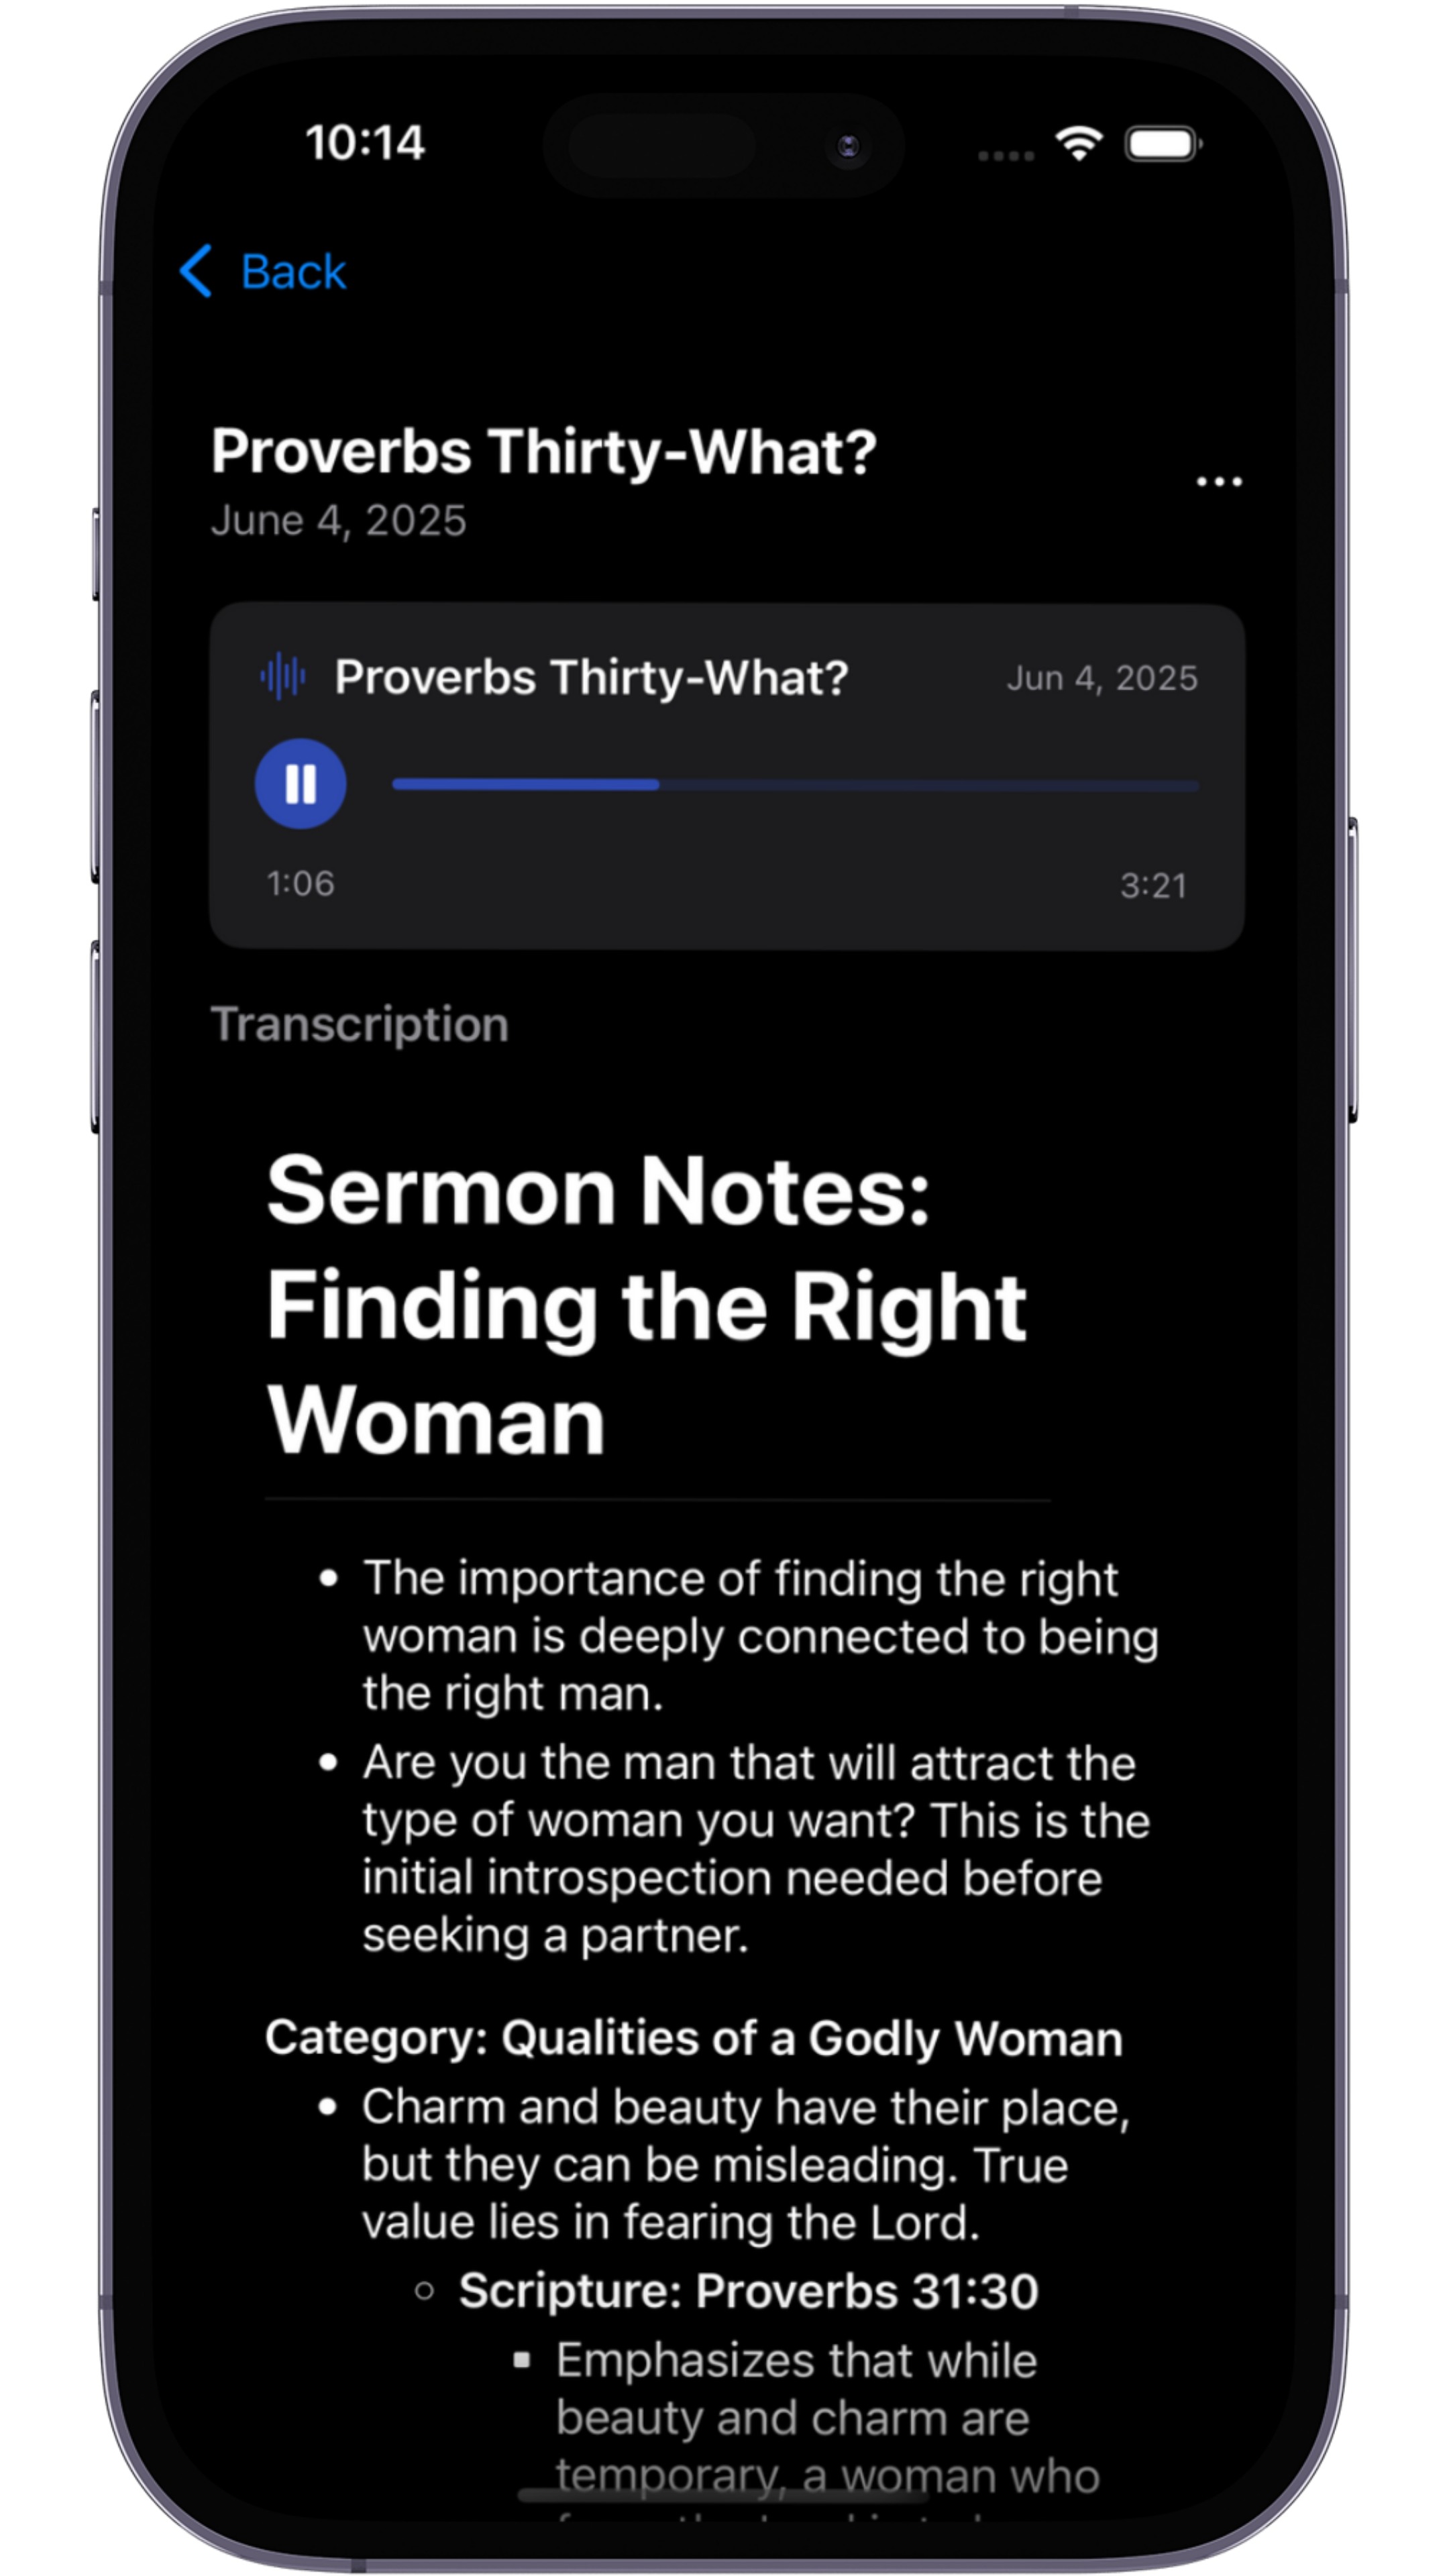 10:14
Back
Proverbs Thirty-What?
June 4, 2025
Proverbs Thirty-What?
Jun 4, 2025
1:06
3:21
Transcription
Sermon Notes:
Finding the Right
Woman
• The importance of finding the right
woman is deeply connected to being
the right man.
• Are you the man that will attract the
type of woman you want? This is the
initial introspection needed before
seeking a partner.
Category: Qualities of a Godly Woman
• Charm and beauty have their place,
but they can be misleading. True
value lies in fearing the Lord.
○ Scripture: Proverbs 31:30
▪ Emphasizes that while
beauty and charm are
temporary, a woman who